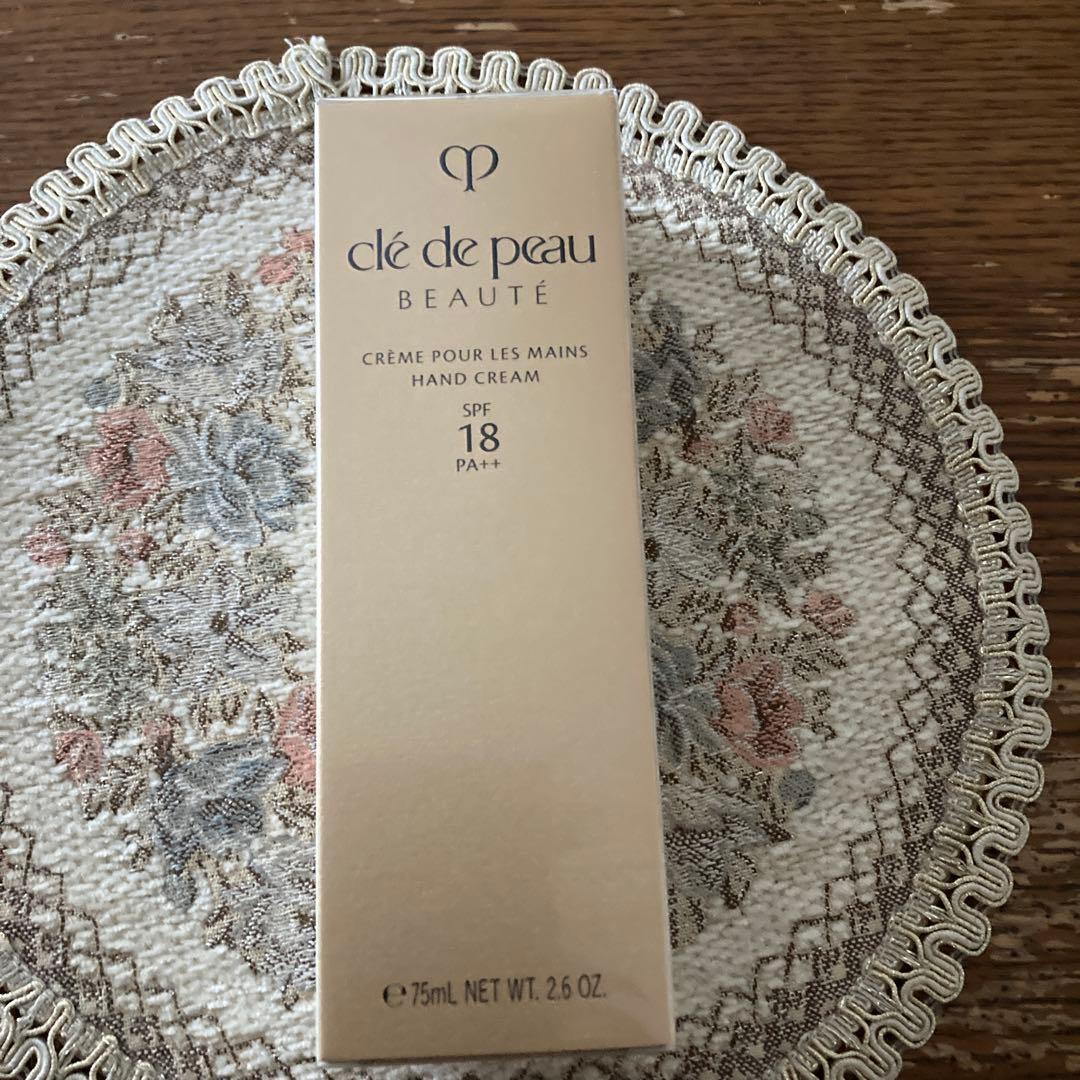 clé de peau
BEAUTÉ
CRÈME POUR LES MAINS
HAND CREAM
SPF
18
PA++
℮ 75mL NET WT. 2.6 OZ.